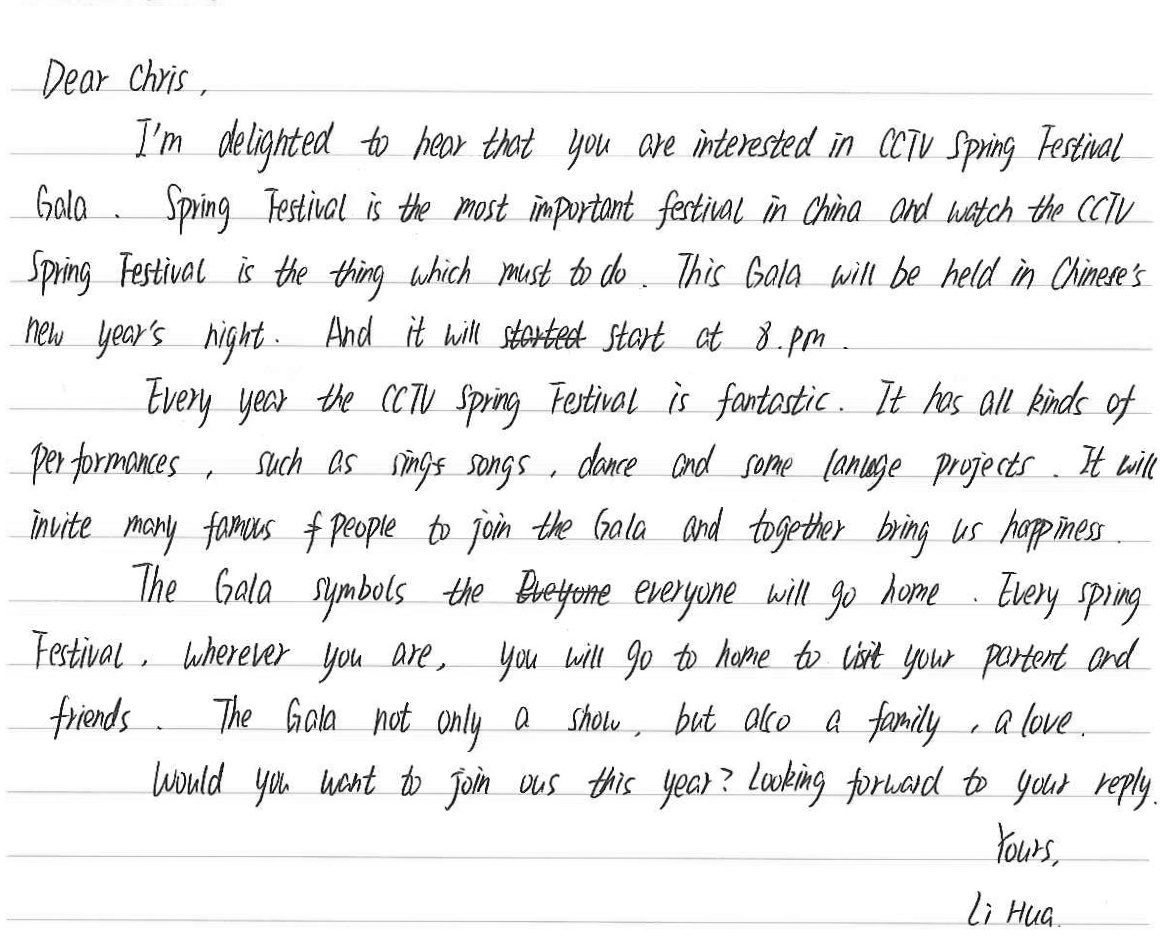 Dear Chris,
I'm delighted to hear that you are interested in CCTV Spring Festival
Gala. Spring Festival is the most important festival in China and watch the CCTV
Spring Festival is the thing which must to do. This Gala will be held in Chinese's
new year's night. And it will started start at 8.pm.
Every year the CCTV Spring Festival is fantastic. It has all kinds of
performances, such as sings songs, dance and some lanuage projects. It will
invite many famous f people to join the Gala and together bring us happiness.
The Gala symbols the Eveyone everyone will go home. Every spring
Festival, wherever you are, you will go to home to visit your partent and
friends. The Gala not only a show, but also a family, a love.
Would you want to join ous this year? Looking forward to your reply.
Yours,
Li Hua.